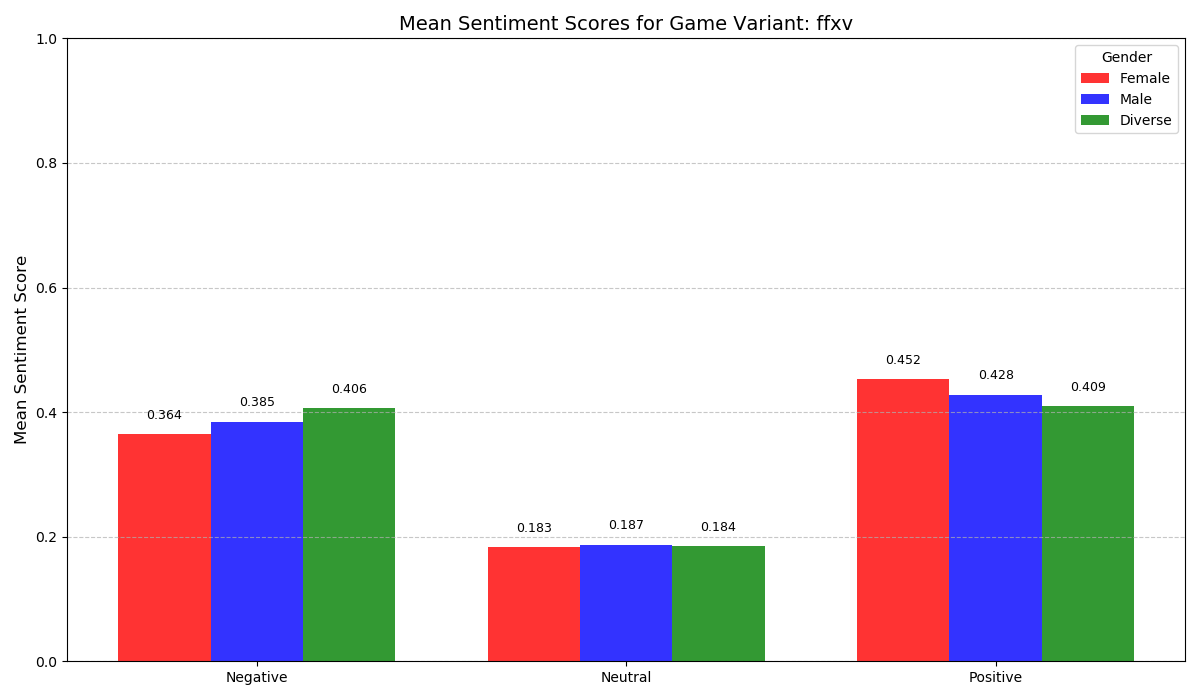 Mean Sentiment Scores for Game Variant: ffxv
Mean Sentiment Score
1.0
0.8
0.6
0.4
0.2
0.0
Gender
Female
Male
Diverse
0.364
0.385
0.406
0.183
0.187
0.184
0.452
0.428
0.409
Negative
Neutral
Positive